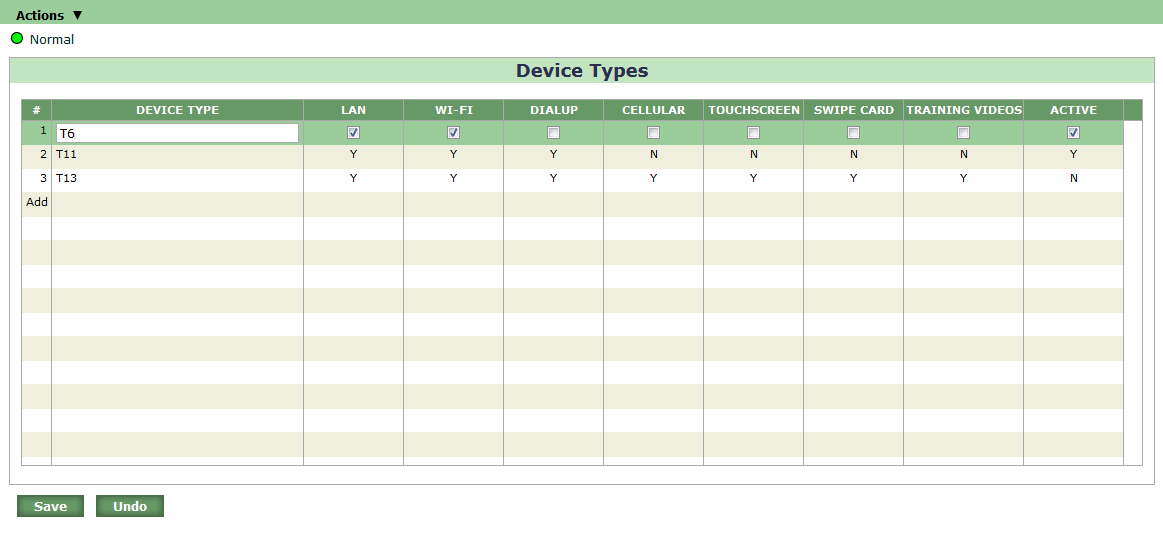 Actions ▼
Normal
Device Types
# DEVICE TYPE LAN WI-FI DIALUP CELLULAR TOUCHSCREEN SWIPE CARD TRAINING VIDEOS ACTIVE
1 T6
2 T11 Y Y Y N N N N Y
3 T13 Y Y Y Y Y Y Y N
Add
Save Undo